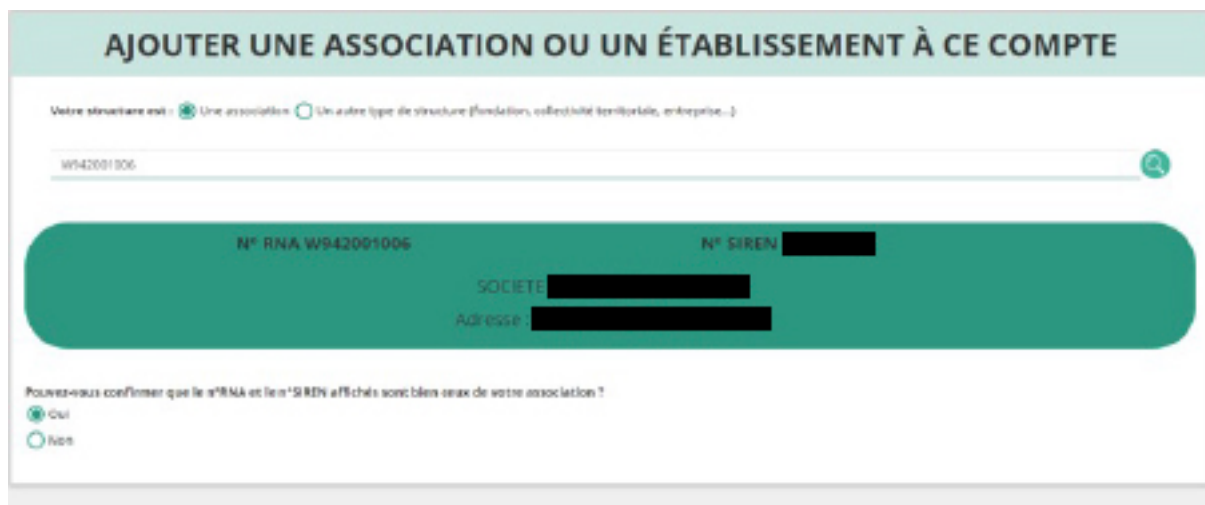 AJOUTER UNE ASSOCIATION OU UN ÉTABLISSEMENT À CE COMPTE
Votre structure est : Une association Un autre type de structure (fondation, collectivité territoriale, entreprise...)
W942001006
N° RNA W942001006 N° SIREN
SOCIETE
Adresse :
Pouvez-vous confirmer que le n°RNA et le n°SIREN affichés sont bien ceux de votre association ?
Oui
Non